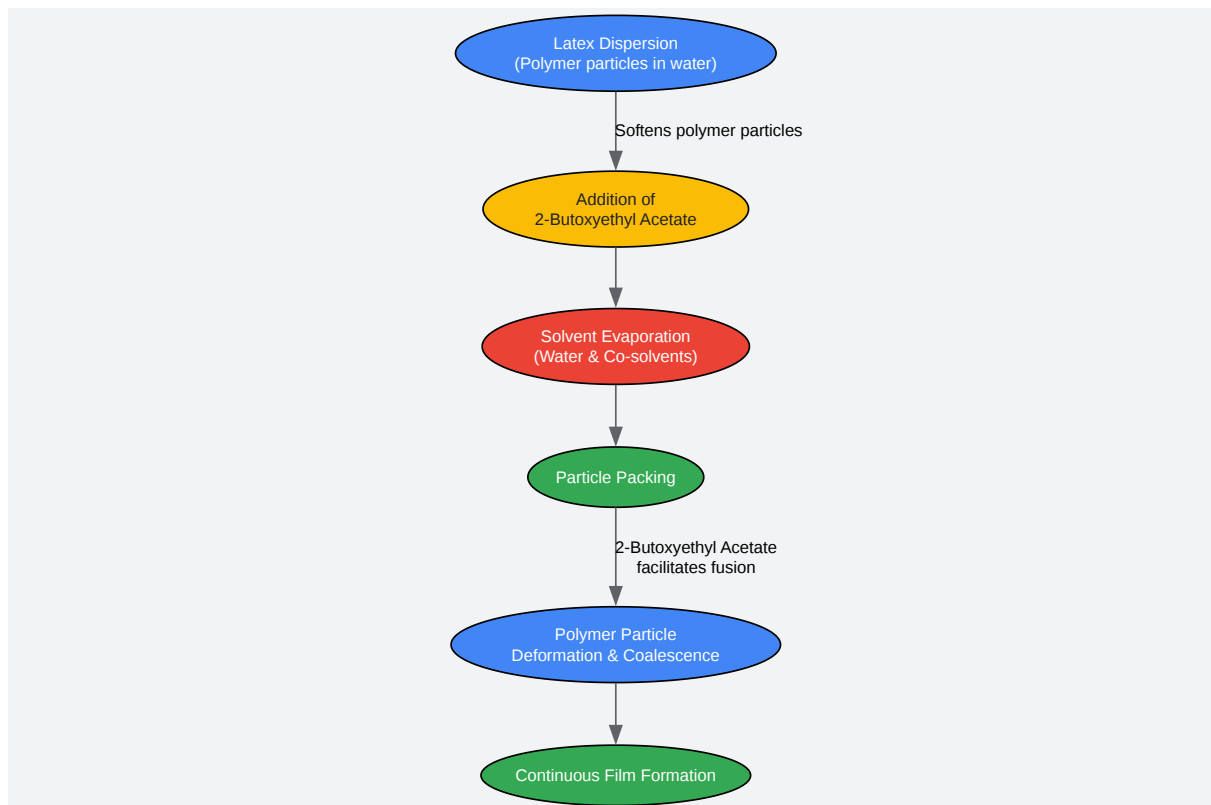 Latex Dispersion
(Polymer particles in water)
Softens polymer particles
Addition of
2-Butoxyethyl Acetate
Solvent Evaporation
(Water & Co-solvents)
Particle Packing
2-Butoxyethyl Acetate
facilitates fusion
Polymer Particle
Deformation & Coalescence
Continuous Film Formation